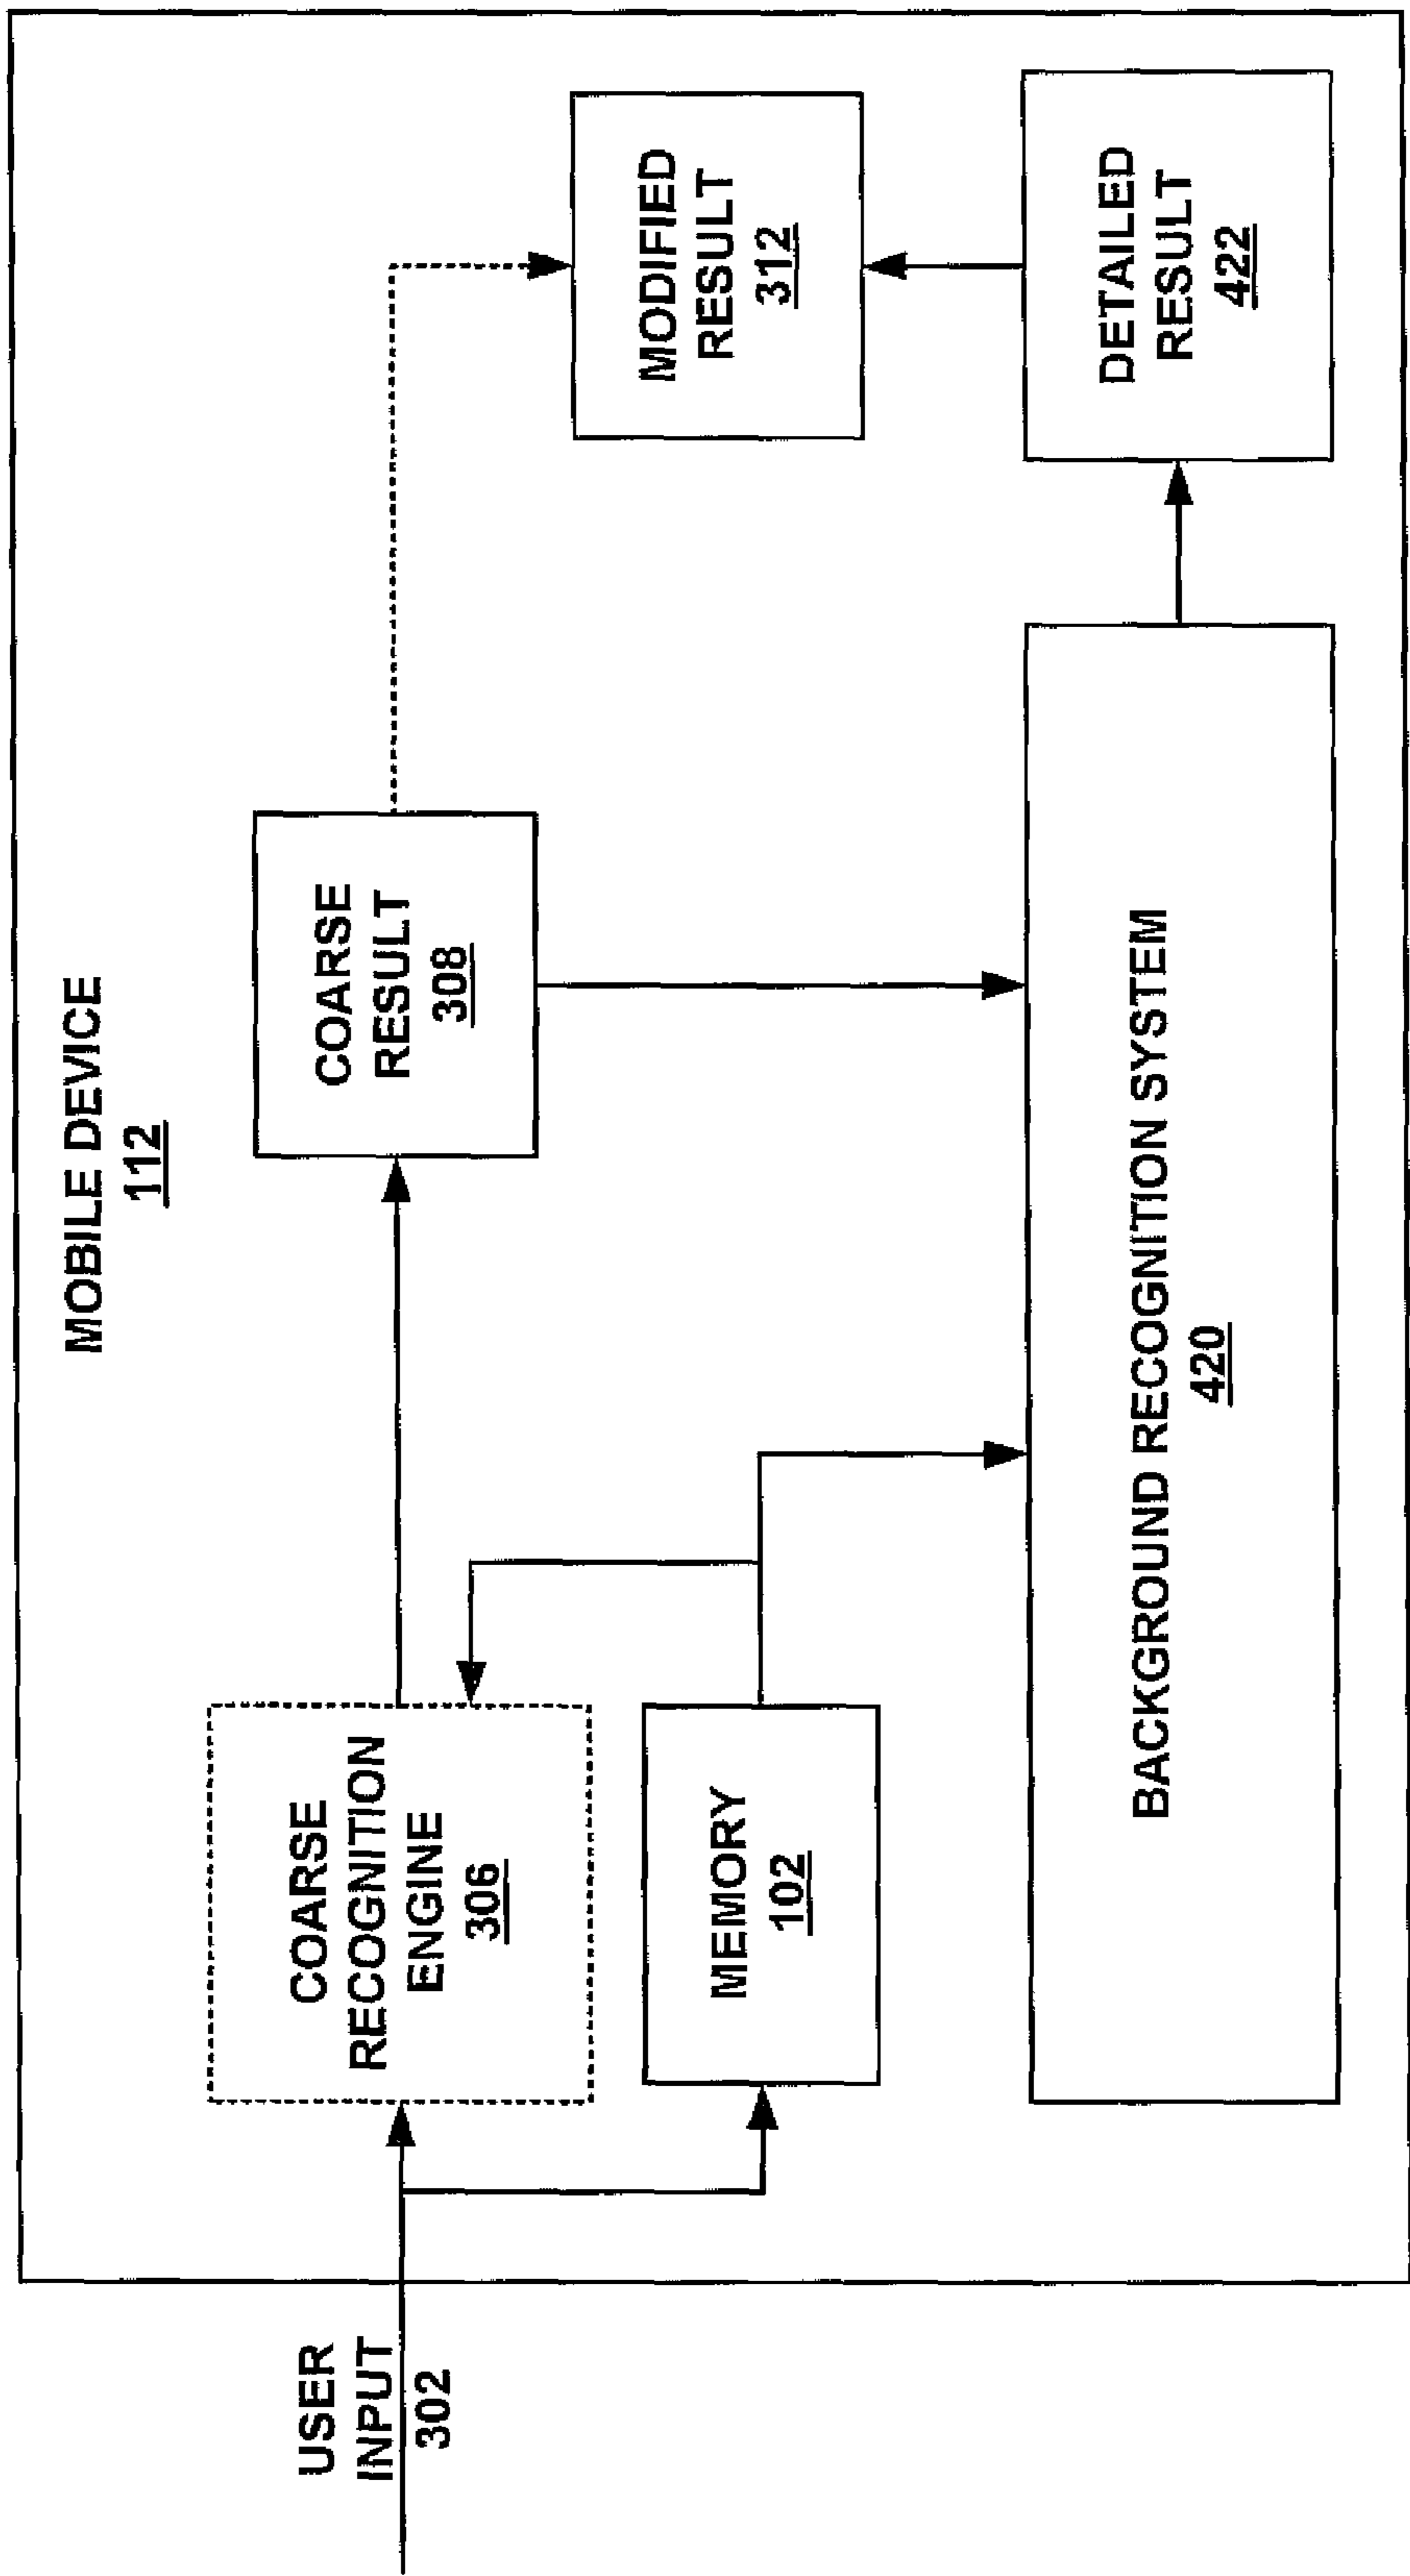 MOBILE DEVICE
112
USER
INPUT
302
COARSE
RECOGNITION
ENGINE
306
COARSE
RESULT
308
MEMORY
102
MODIFIED
RESULT
312
BACKGROUND RECOGNITION SYSTEM
420
DETAILED
RESULT
422